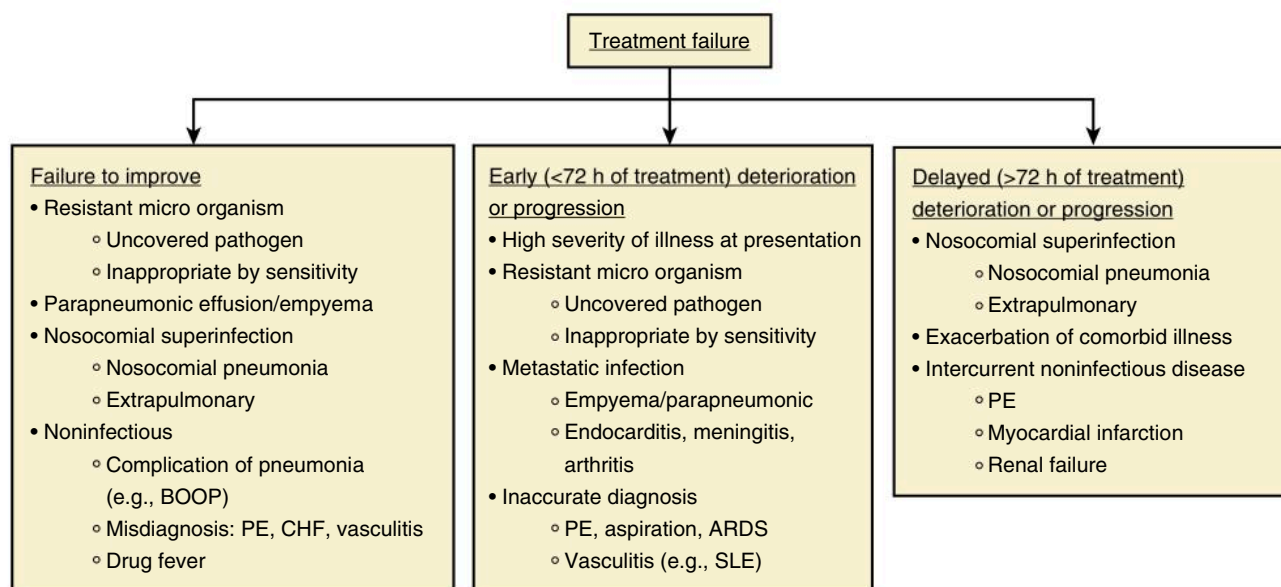 Treatment failure
Failure to improve
• Resistant micro organism
◦ Uncovered pathogen
◦ Inappropriate by sensitivity
• Parapneumonic effusion/empyema
• Nosocomial superinfection
◦ Nosocomial pneumonia
◦ Extrapulmonary
• Noninfectious
◦ Complication of pneumonia
(e.g., BOOP)
◦ Misdiagnosis: PE, CHF, vasculitis
◦ Drug fever
Early (<72 h of treatment) deterioration
or progression
• High severity of illness at presentation
• Resistant micro organism
◦ Uncovered pathogen
◦ Inappropriate by sensitivity
• Metastatic infection
◦ Empyema/parapneumonic
◦ Endocarditis, meningitis,
arthritis
• Inaccurate diagnosis
◦ PE, aspiration, ARDS
◦ Vasculitis (e.g., SLE)
Delayed (>72 h of treatment)
deterioration or progression
• Nosocomial superinfection
◦ Nosocomial pneumonia
◦ Extrapulmonary
• Exacerbation of comorbid illness
• Intercurrent noninfectious disease
◦ PE
◦ Myocardial infarction
◦ Renal failure